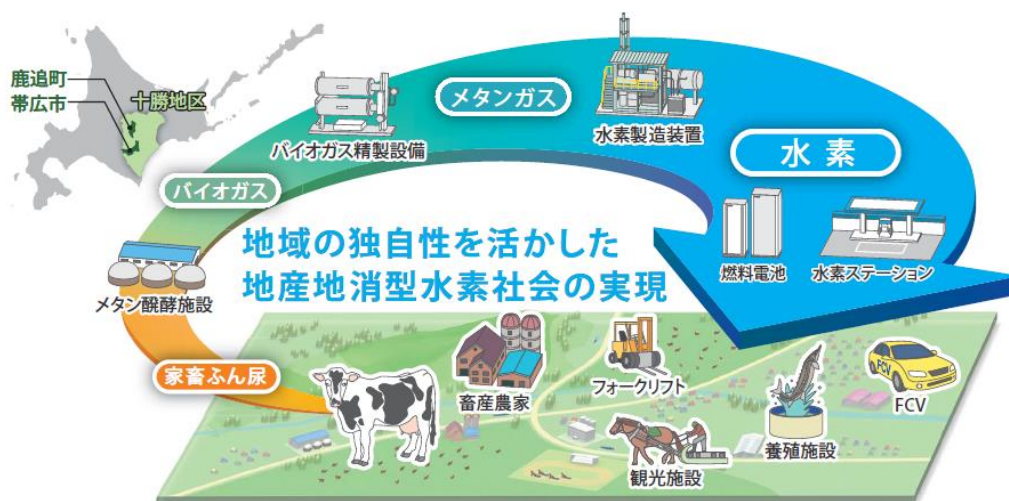 鹿追町
帯広市
十勝地区
バイオガス精製設備
メタンガス
水素製造装置
水素
バイオガス
燃料電池
水素ステーション
メタン醗酵施設
地域の独自性を活かした
地産地消型水素社会の実現
家畜ふん尿
畜産農家
フォークリフト
観光施設
養殖施設
FCV
FCV